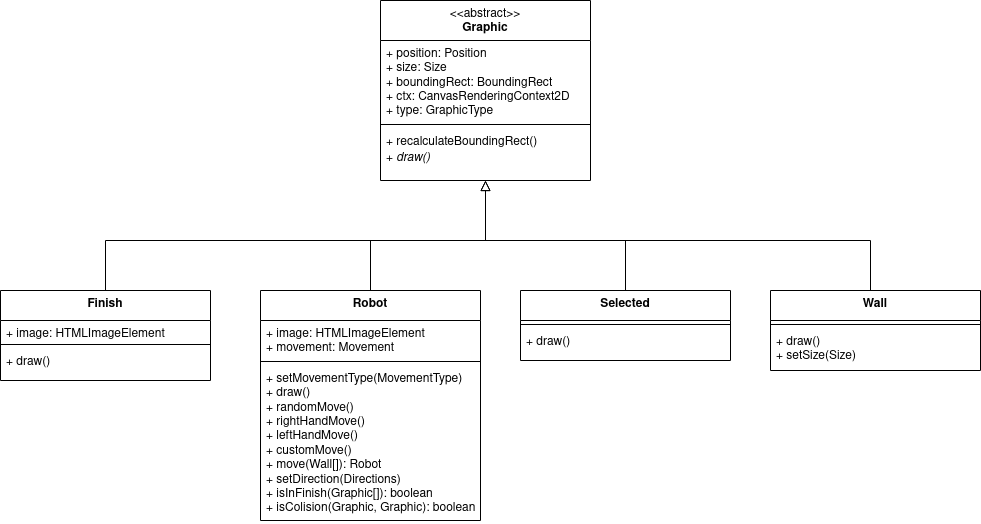 <<abstract>>
Graphic
+ position: Position
+ size: Size
+ boundingRect: BoundingRect
+ ctx: CanvasRenderingContext2D
+ type: GraphicType
+ recalculateBoundingRect()
+ draw()
Finish
+ image: HTMLImageElement
+ draw()
Robot
+ image: HTMLImageElement
+ movement: Movement
+ setMovementType(MovementType)
+ draw()
+ randomMove()
+ rightHandMove()
+ leftHandMove()
+ customMove()
+ move(Wall[]): Robot
+ setDirection(Directions)
+ isInFinish(Graphic[]): boolean
+ isColision(Graphic, Graphic): boolean
Selected
+ draw()
Wall
+ draw()
+ setSize(Size)